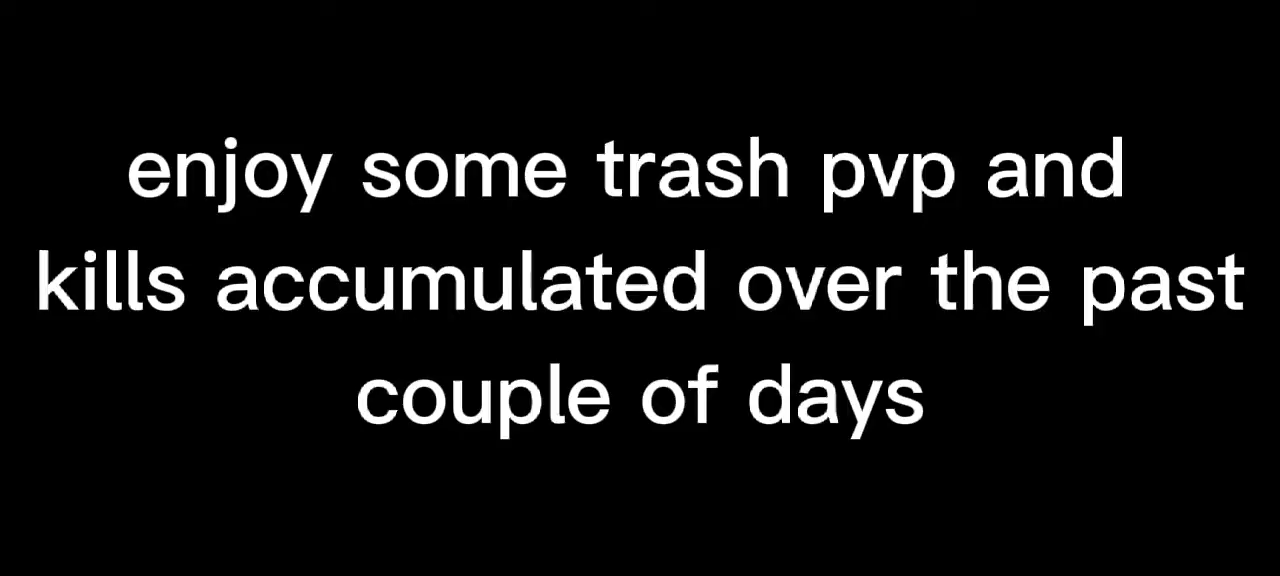 enjoy some trash pvp and
kills accumulated over the past
couple of days